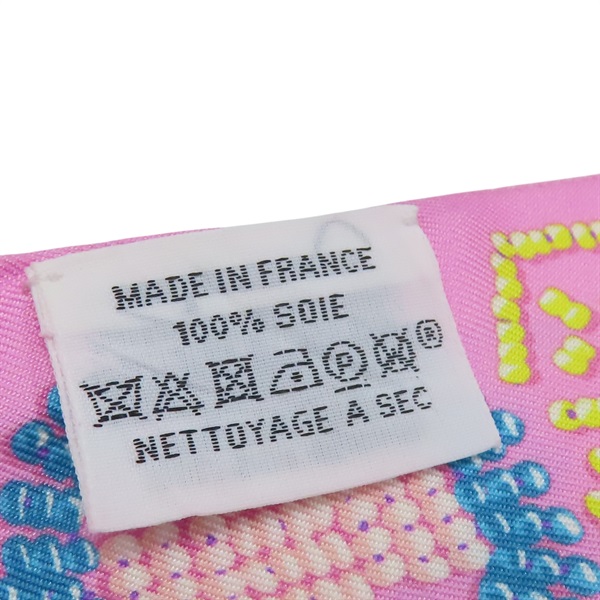 MADE IN FRANCE
100% SOIE
P ®
NETTOYAGE A SEC